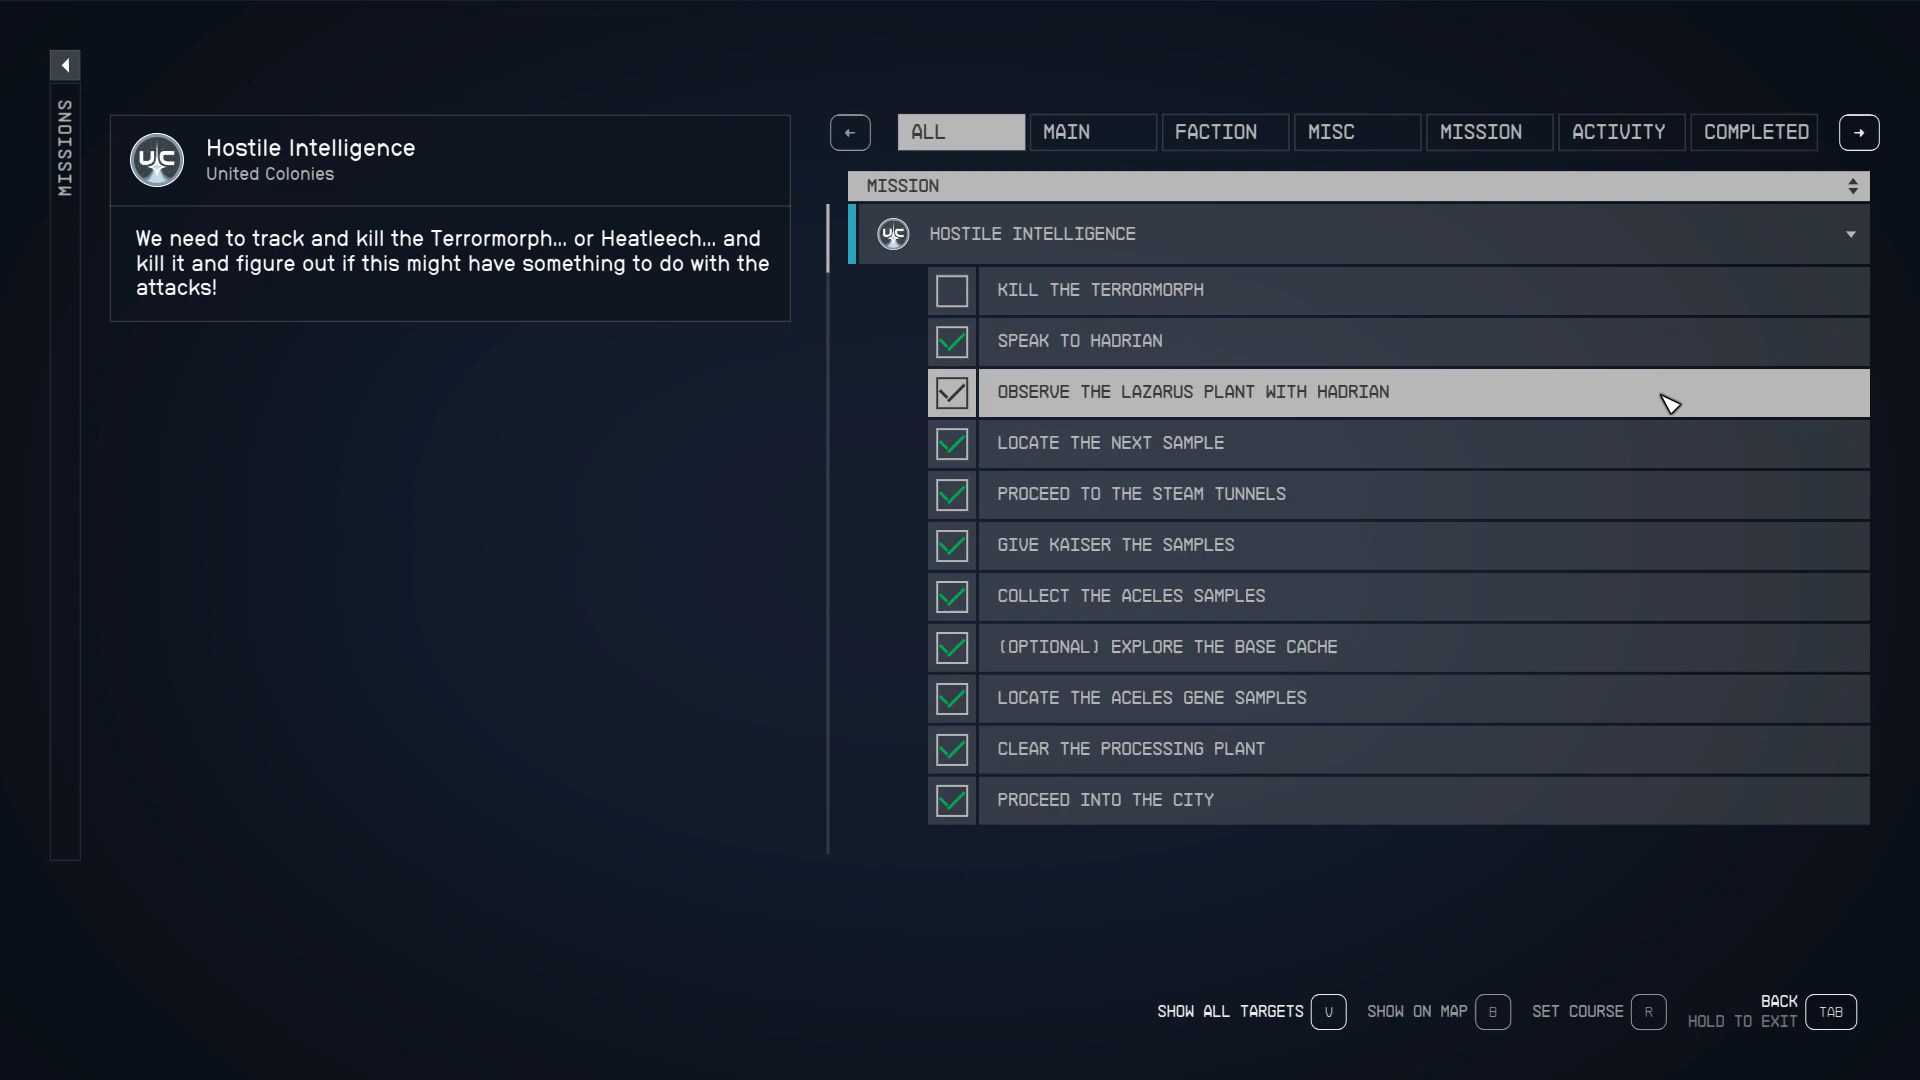 MISSIONS
UC
Hostile Intelligence
United Colonies
We need to track and kill the Terrormorph... or Heatleech... and
kill it and figure out if this might have something to do with the
attacks!
ALL
MAIN
FACTION
MISC
MISSION
ACTIVITY
COMPLETED
MISSION
UC
HOSTILE INTELLIGENCE
KILL THE TERRORMORPH
SPEAK TO HADRIAN
OBSERVE THE LAZARUS PLANT WITH HADRIAN
LOCATE THE NEXT SAMPLE
PROCEED TO THE STEAM TUNNELS
GIVE KAISER THE SAMPLES
COLLECT THE ACELES SAMPLES
(OPTIONAL) EXPLORE THE BASE CACHE
LOCATE THE ACELES GENE SAMPLES
CLEAR THE PROCESSING PLANT
PROCEED INTO THE CITY
SHOW ALL TARGETS V
SHOW ON MAP B
SET COURSE R
BACK
HOLD TO EXIT
TAB